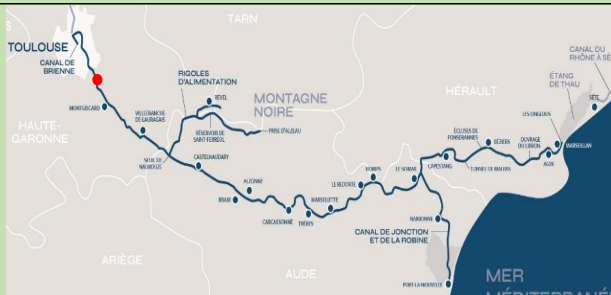 TARN
TOULOUSE
CANAL DE
BRIENNE
CANAL DU
RHÔNE À SÈ
RIGOLES
D'ALIMENTATION
ÉTANG
DE THAU
REVEL
MONTAGNE
NOIRE
HÉRAULT
SÈTE
MONTGISCARD
VILLEFRANCHE
DE LAURAGAIS
RÉSERVOIR DE
SAINT-FERRÉOL
PRISE D'ALZEAU
LES ONGLOUS
HAUTE-
GARONNE
ÉCLUSES DE
FONSERANES
BÉZIERS
OUVRAGE
DU LIBRON
MARSEILLAN
SEUIL DE
NAUROUZE
CASTELNAUDARY
AGDE
HOMPS
LE SOMAIL
CAPESTANG
TUNNEL DE MALPAS
ALZONNE
LE REDORTE
BRAM
MARSEILLETTE
CARCASSONNE
TRÈBES
NARBONNE
CANAL DE JONCTION
ET DE LA ROBINE
ARIÈGE
AUDE
PORT-LA-NOUVELLE
MER
MÉDITERRANÉ